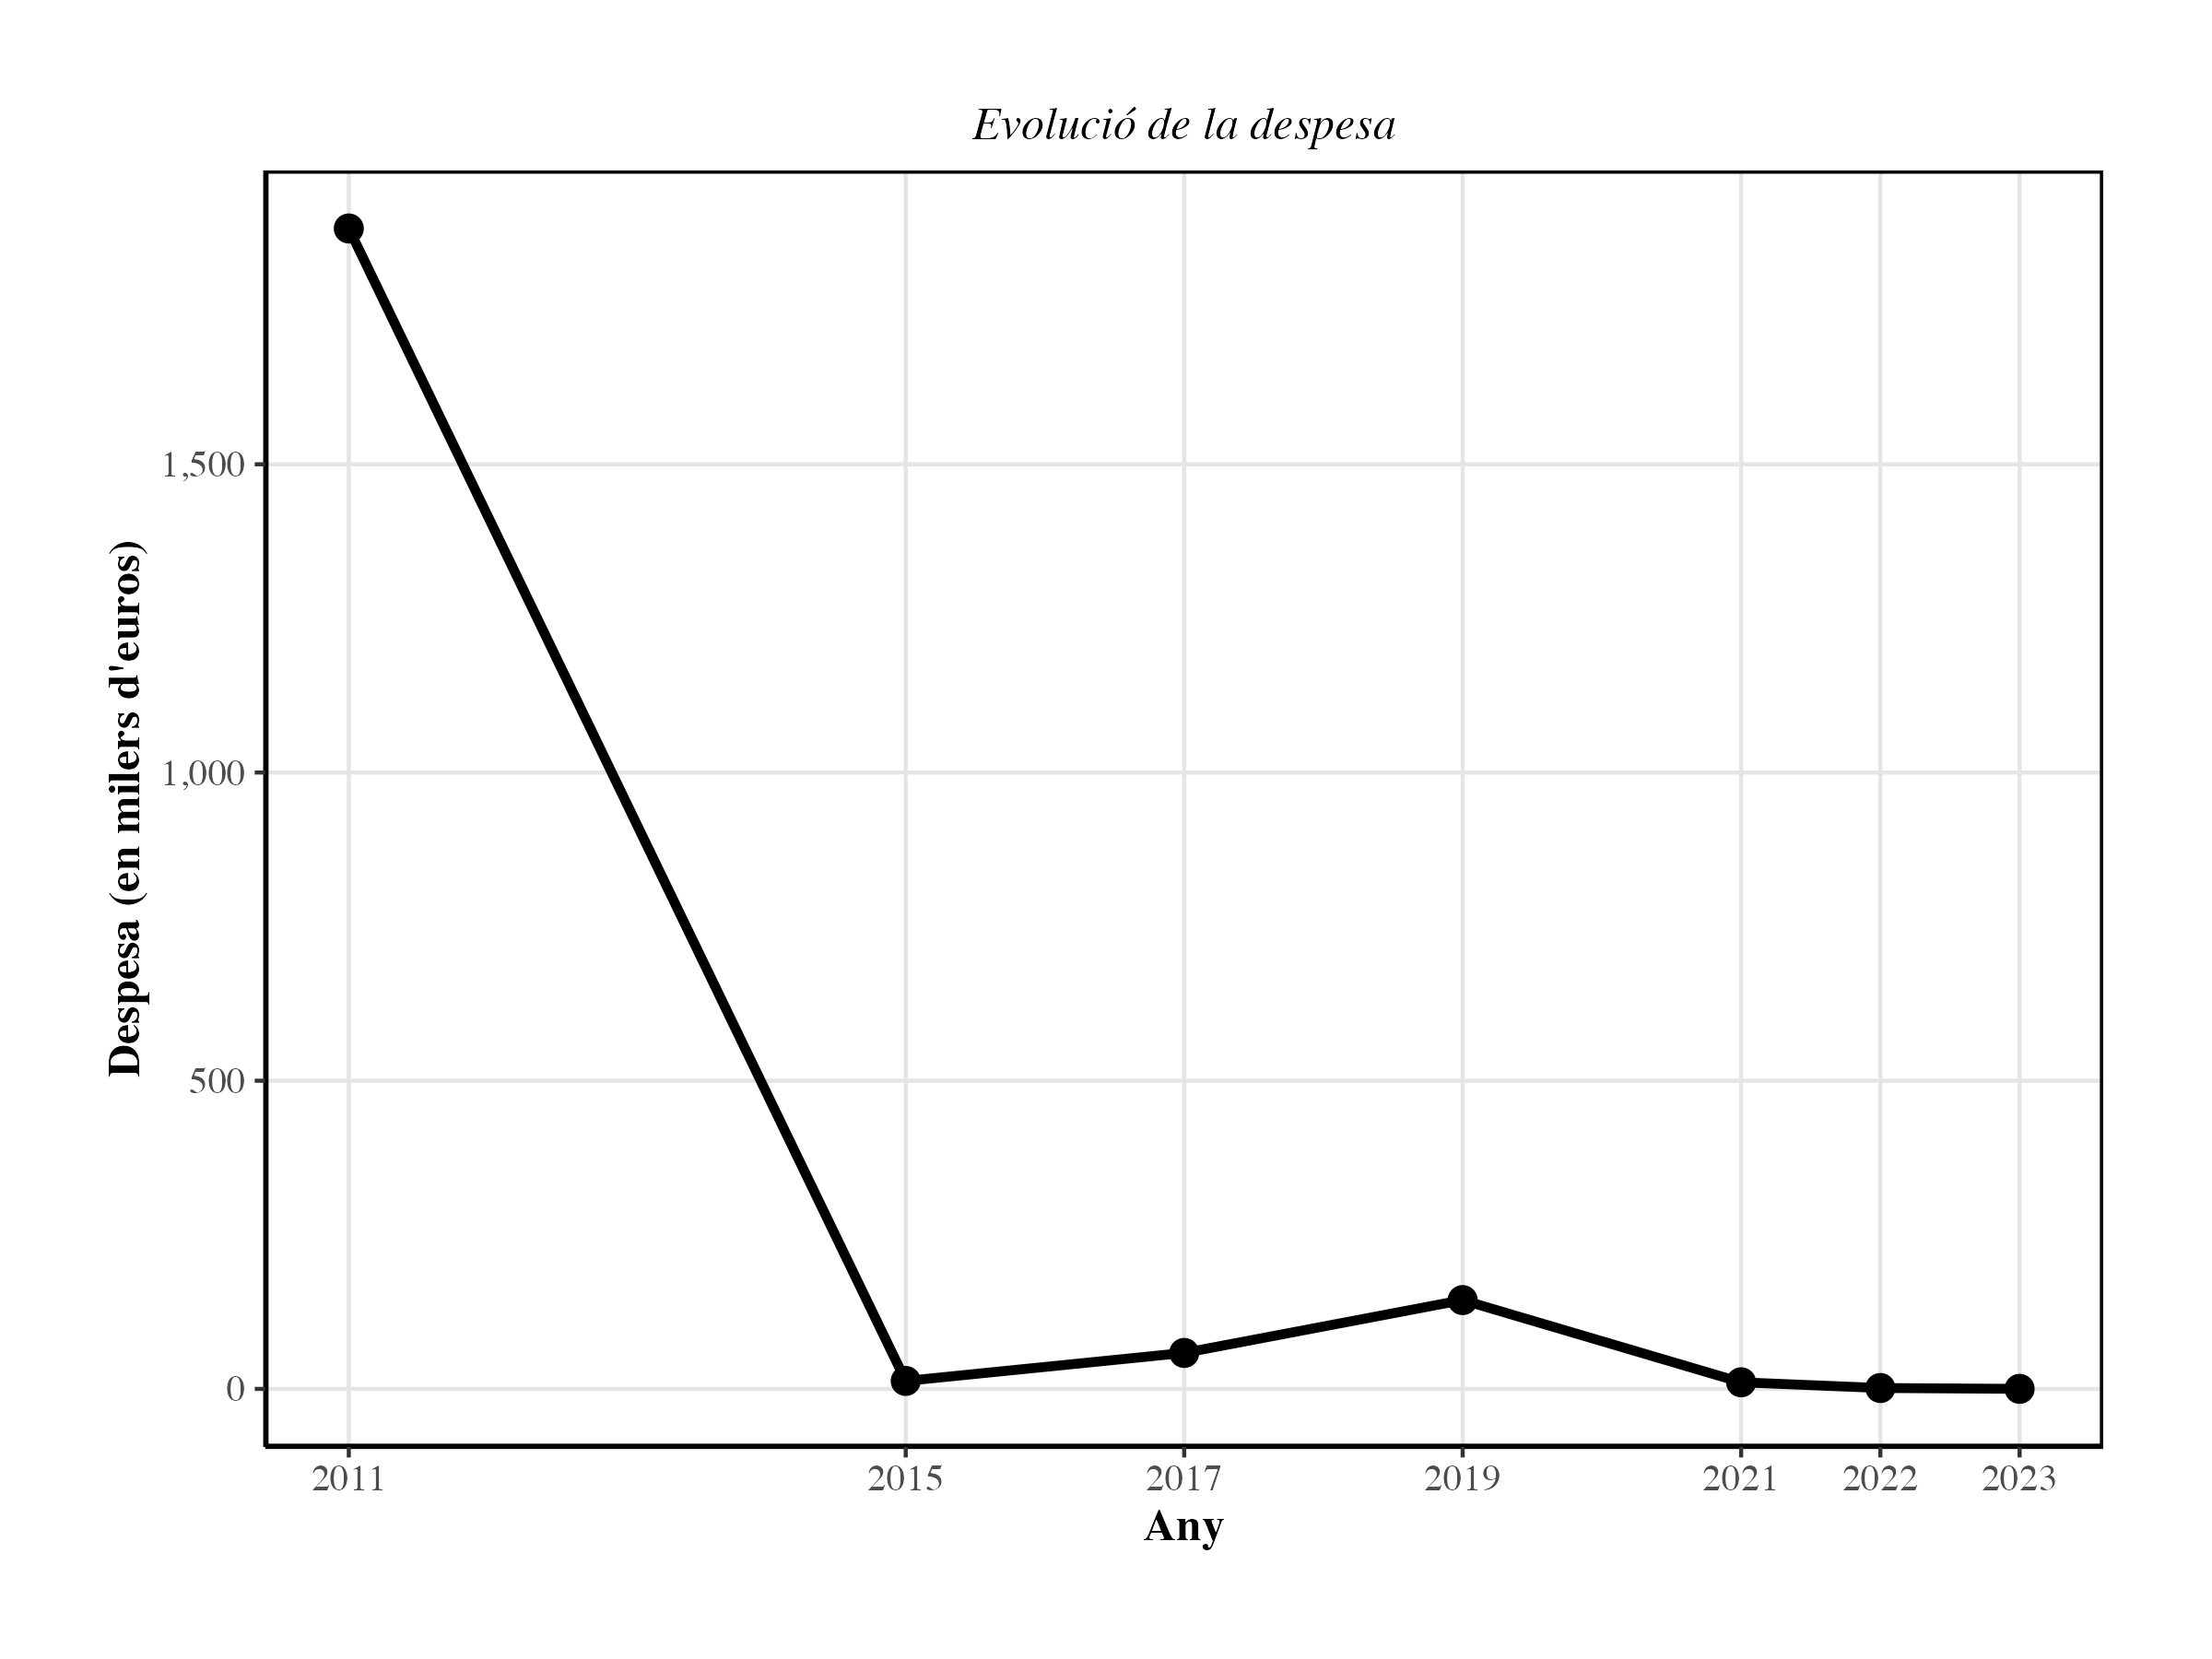 Evolució de la despesa
Despesa (en milers d'euros)
1,500
1,000
500
0
2011 2015 2017 2019 2021 2022 2023
Any